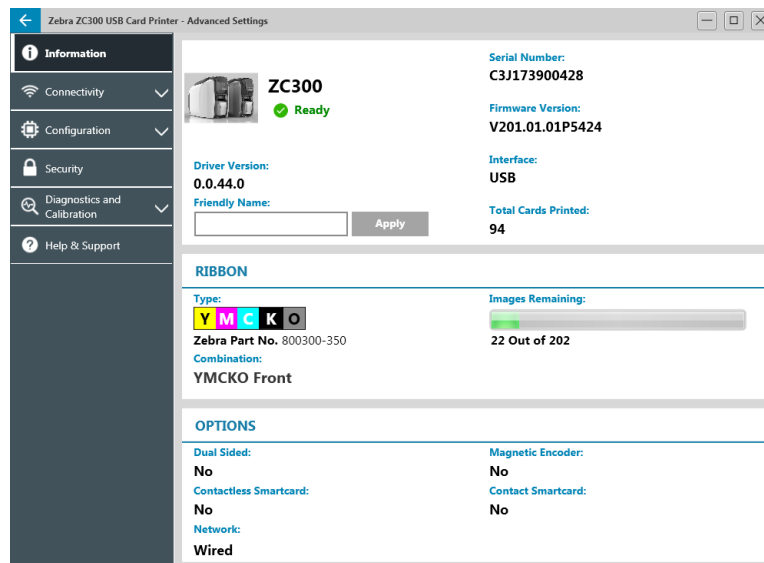 Zebra ZC300 USB Card Printer - Advanced Settings
Information
Connectivity
Configuration
Security
Diagnostics and
Calibration
Help & Support
ZC300
Ready
Driver Version:
0.0.44.0
Friendly Name:
Apply
Serial Number:
C3J173900428
Firmware Version:
V201.01.01P5424
Interface:
USB
Total Cards Printed:
94
RIBBON
Type:
Y M C K O
Zebra Part No. 800300-350
Combination:
YMCKO Front
Images Remaining:
22 Out of 202
OPTIONS
Dual Sided:
No
Magnetic Encoder:
No
Contactless Smartcard:
No
Contact Smartcard:
No
Network:
Wired